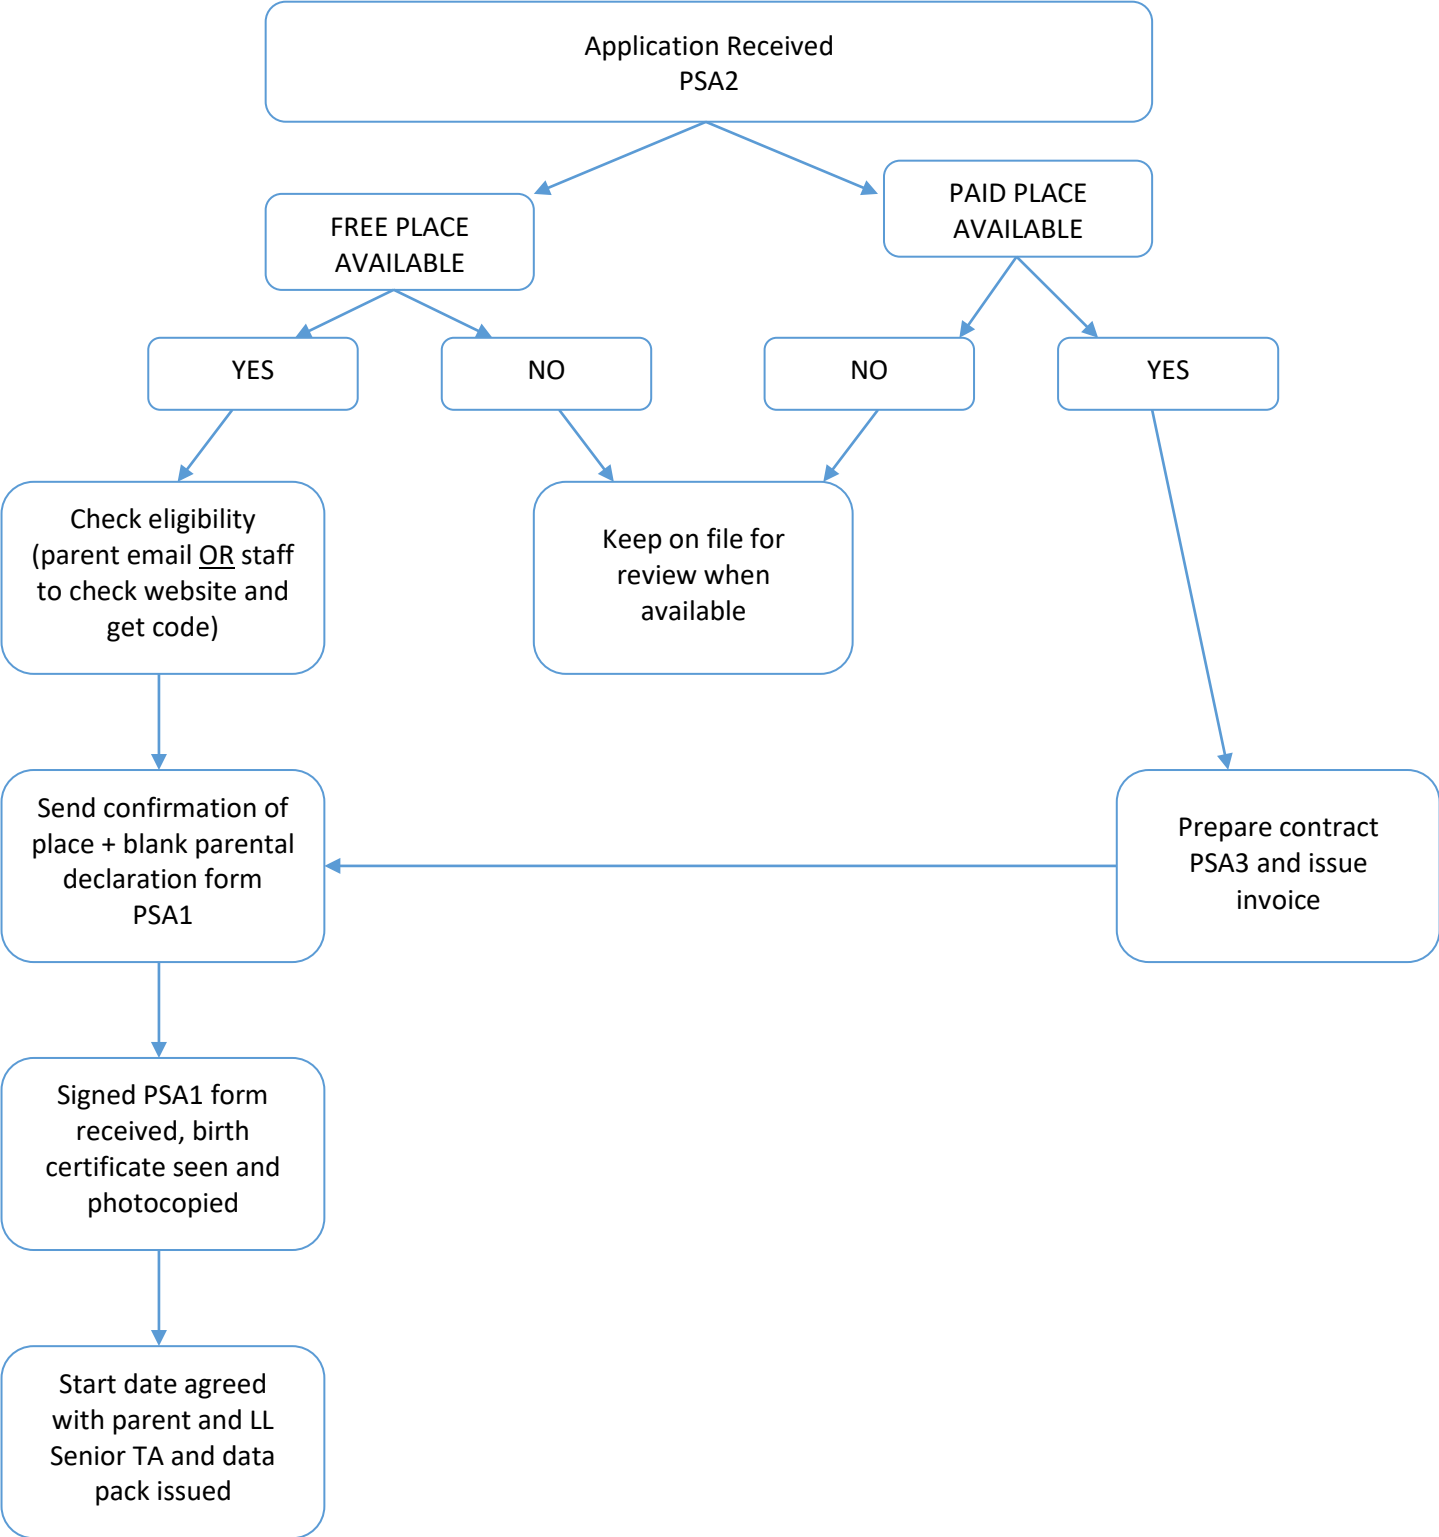 Application Received
PSA2
FREE PLACE
AVAILABLE
PAID PLACE
AVAILABLE
YES
NO
NO
YES
Check eligibility
(parent email OR staff
to check website and
get code)
Keep on file for
review when
available
Send confirmation of
place + blank parental
declaration form
PSA1
Prepare contract
PSA3 and issue
invoice
Signed PSA1 form
received, birth
certificate seen and
photocopied
Start date agreed
with parent and LL
Senior TA and data
pack issued